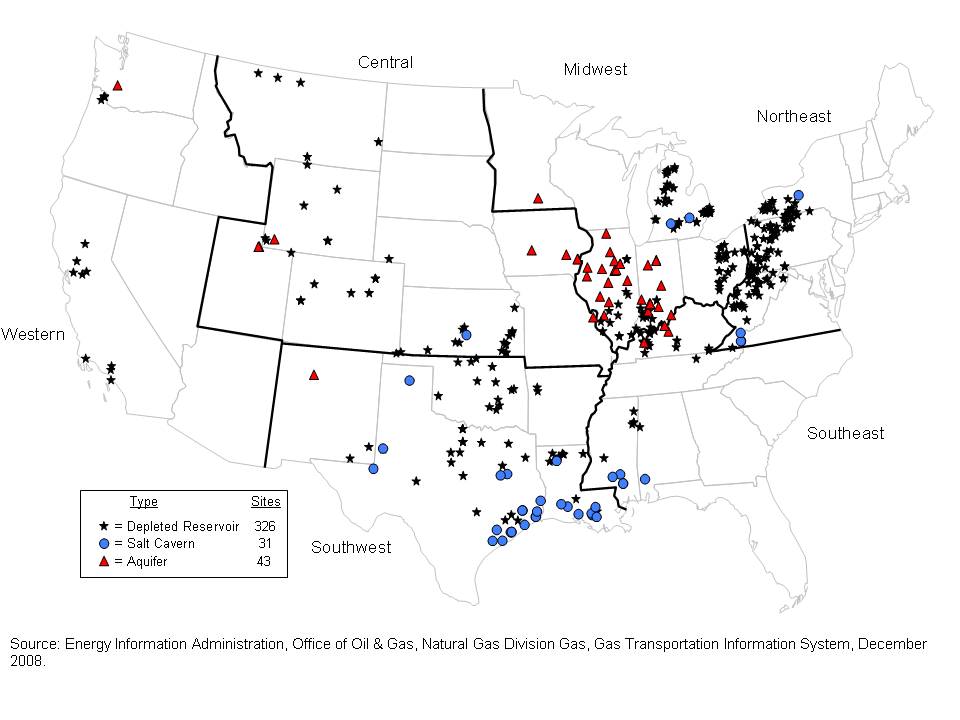 Central
Midwest
Northeast
Western
Southeast
Southwest
Type Sites
= Depleted Reservoir 326
= Salt Cavern 31
= Aquifer 43
Source: Energy Information Administration, Office of Oil & Gas, Natural Gas Division Gas, Gas Transportation Information System, December
2008.